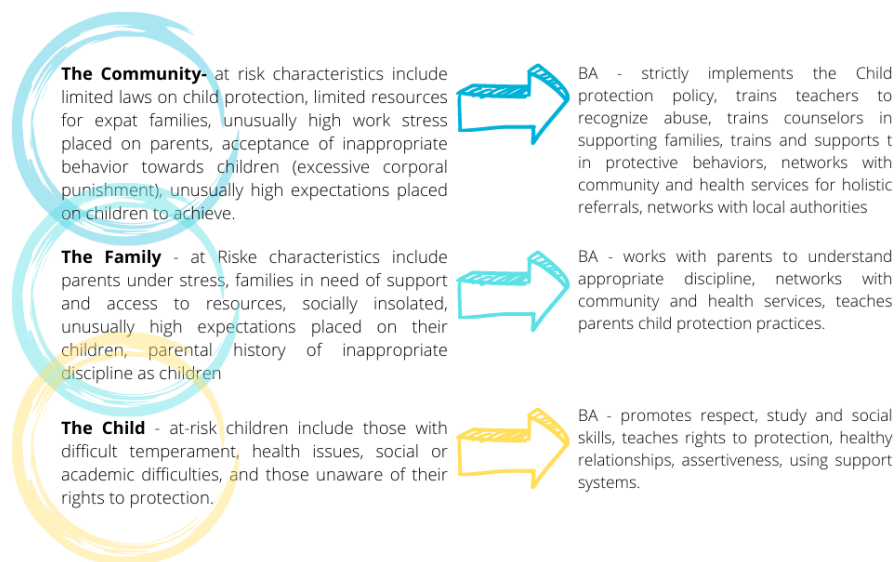 The Community- at risk characteristics include
limited laws on child protection, limited resources
for expat families, unusually high work stress
placed on parents, acceptance of inappropriate
behavior towards children (excessive corporal
punishment), unusually high expectations placed
on children to achieve.
BA - strictly implements the Child
protection policy, trains teachers to
recognize abuse, trains counselors in
supporting families, trains and supports t
in protective behaviors, networks with
community and health services for holistic
referrals, networks with local authorities
The Family - at Riske characteristics include
parents under stress, families in need of support
and access to resources, socially insolated,
unusually high expectations placed on their
children, parental history of inappropriate
discipline as children
BA - works with parents to understand
appropriate discipline, networks with
community and health services, teaches
parents child protection practices.
The Child - at-risk children include those with
difficult temperament, health issues, social or
academic difficulties, and those unaware of their
rights to protection.
BA - promotes respect, study and social
skills, teaches rights to protection, healthy
relationships, assertiveness, using support
systems.